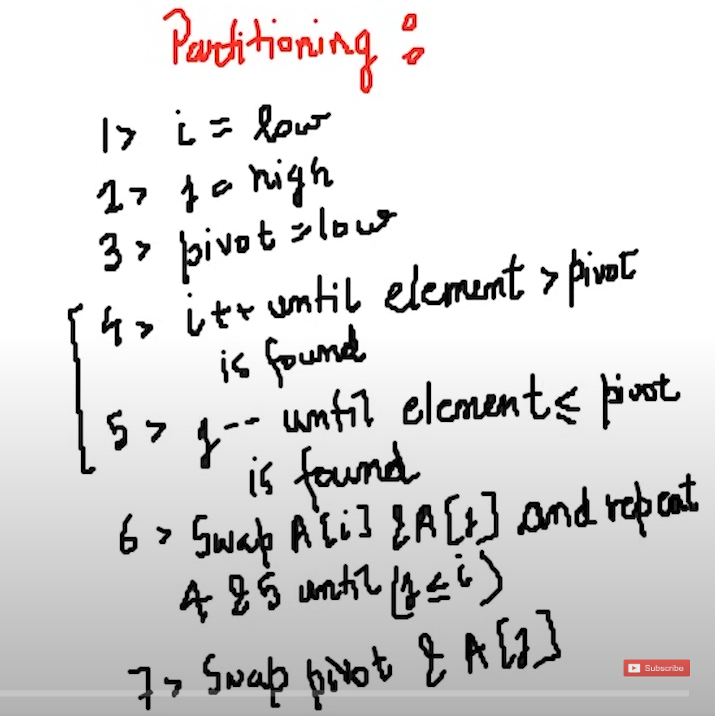 Partitioning :
1> i = low
2> j = high
3> pivot = low
4> i++ until element > pivot
is found
5> j-- until element ≤ pivot
is found
6> Swap A[i] & A[j] and repeat
4 & 5 until (j ≤ i)
7> Swap pivot & A[j]
Subscribe